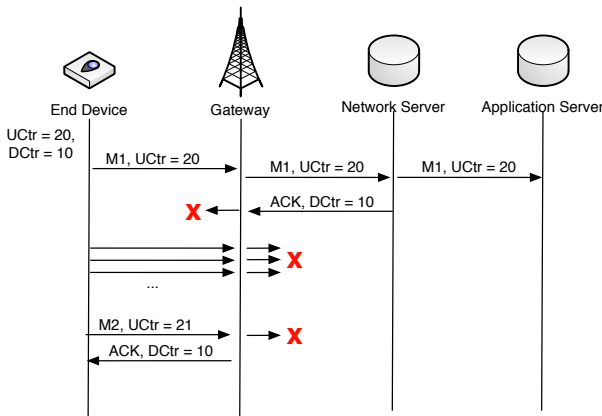 End Device
Gateway
Network Server
Application Server
UCtr = 20,
DCtr = 10
M1, UCtr = 20
M1, UCtr = 20
M1, UCtr = 20
ACK, DCtr = 10
X
X
...
M2, UCtr = 21
X
ACK, DCtr = 10